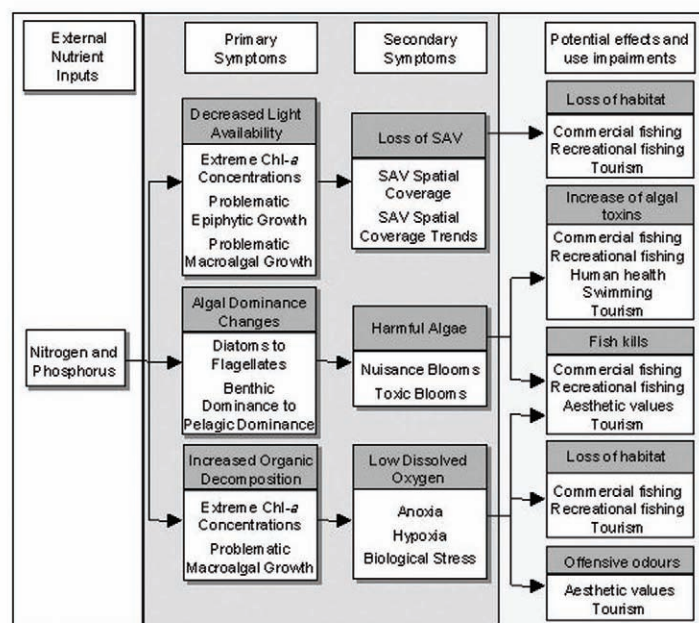 External
Nutrient
Inputs
Primary
Symptoms
Secondary
Symptoms
Potential effects and
use impairments
Nitrogen and
Phosphorus
Decreased Light
Availability
Extreme Chl-a
Concentrations
Problematic
Epiphytic Growth
Problematic
Macroalgal Growth
Loss of SAV
SAV Spatial
Coverage
SAV Spatial
Coverage Trends
Loss of habitat
Commercial fishing
Recreational fishing
Tourism
Increase of algal
toxins
Commercial fishing
Recreational fishing
Human health
Swimming
Tourism
Algal Dominance
Changes
Diatoms to
Flagellates
Benthic
Dominance to
Pelagic Dominance
Harmful Algae
Nuisance Blooms
Toxic Blooms
Fish kills
Commercial fishing
Recreational fishing
Aesthetic values
Tourism
Increased Organic
Decomposition
Extreme Chl-a
Concentrations
Problematic
Macroalgal Growth
Low Dissolved
Oxygen
Anoxia
Hypoxia
Biological Stress
Loss of habitat
Commercial fishing
Recreational fishing
Tourism
Offensive odours
Aesthetic values
Tourism